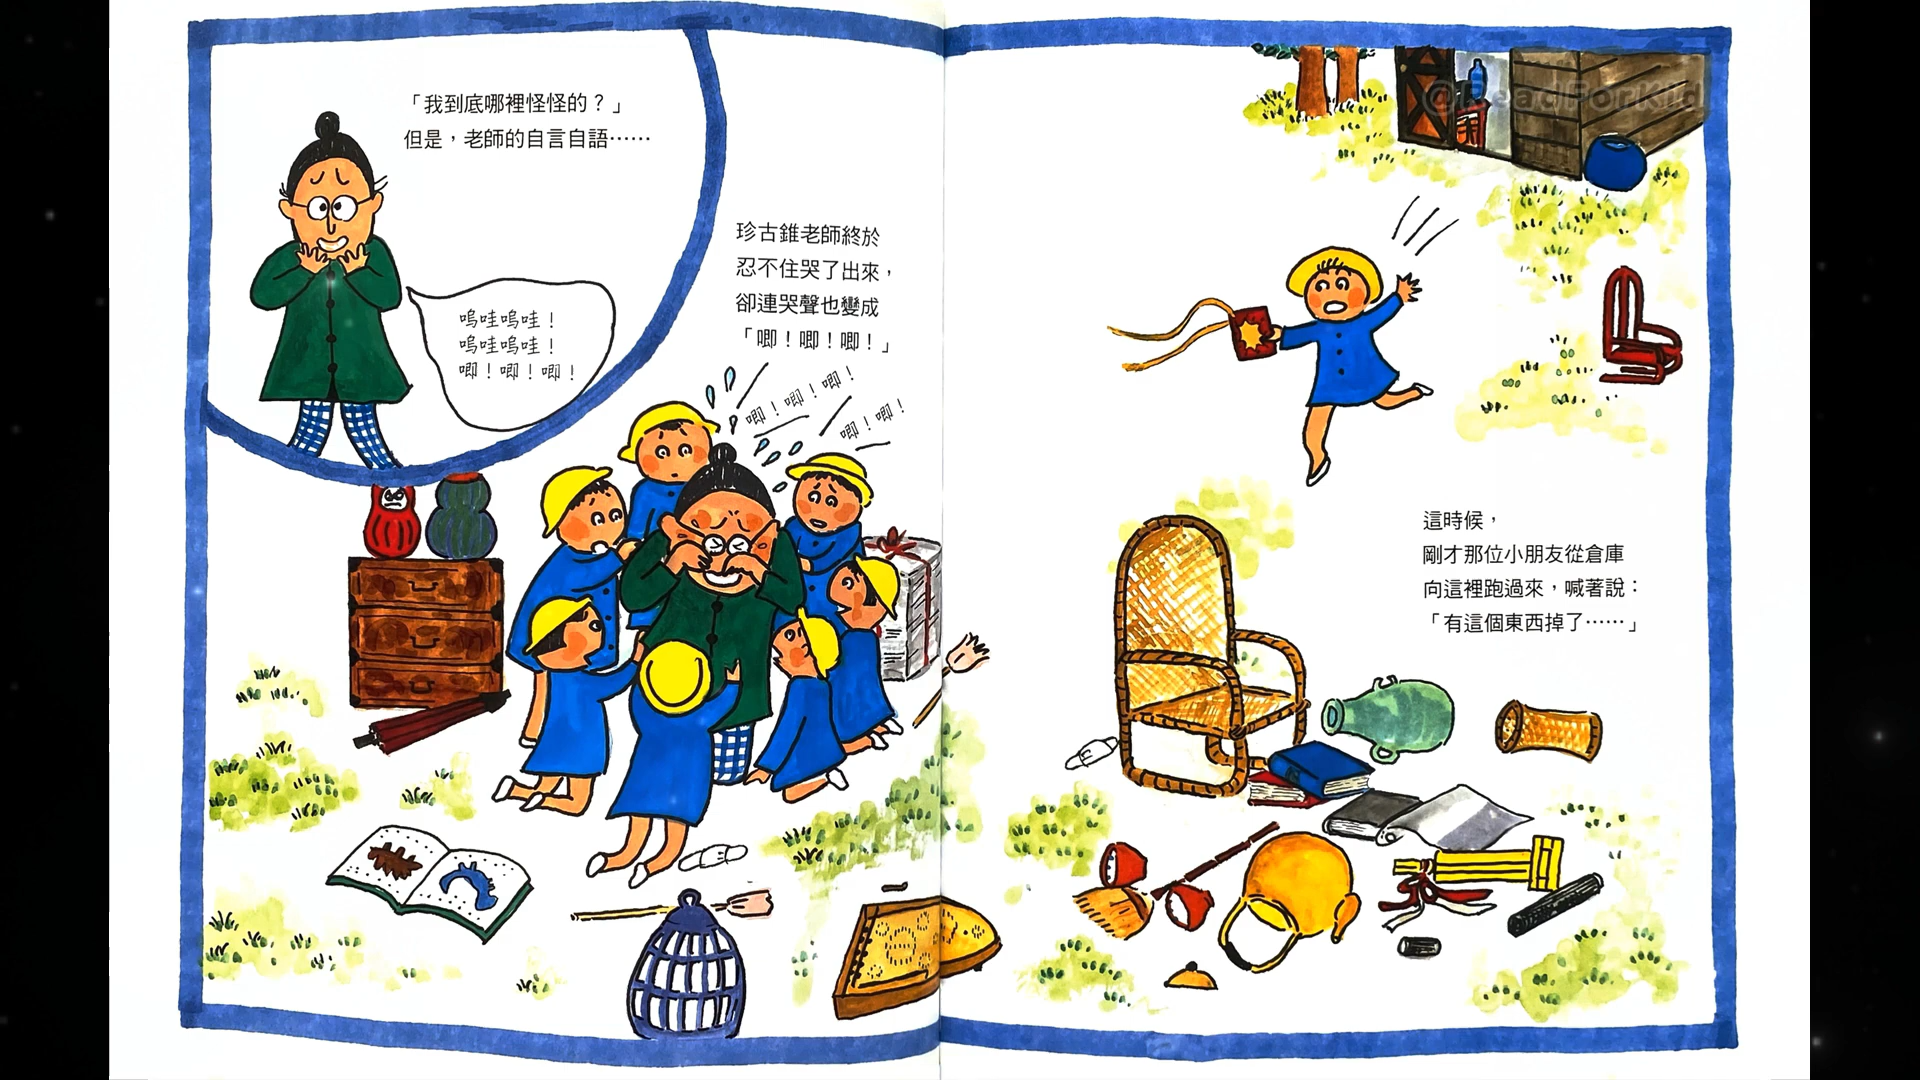 「我到底哪裡怪怪的？」
但是，老師的自言自語⋯⋯
嗚哇嗚哇！
嗚哇嗚哇！
唧！唧！唧！
珍古錐老師終於
忍不住哭了出來，
卻連哭聲也變成
「唧！唧！唧！」
唧！唧！唧！
唧！唧！
@ReadForKid
這時候，
剛才那位小朋友從倉庫
向這裡跑過來，喊著說：
「有這個東西掉了⋯⋯」